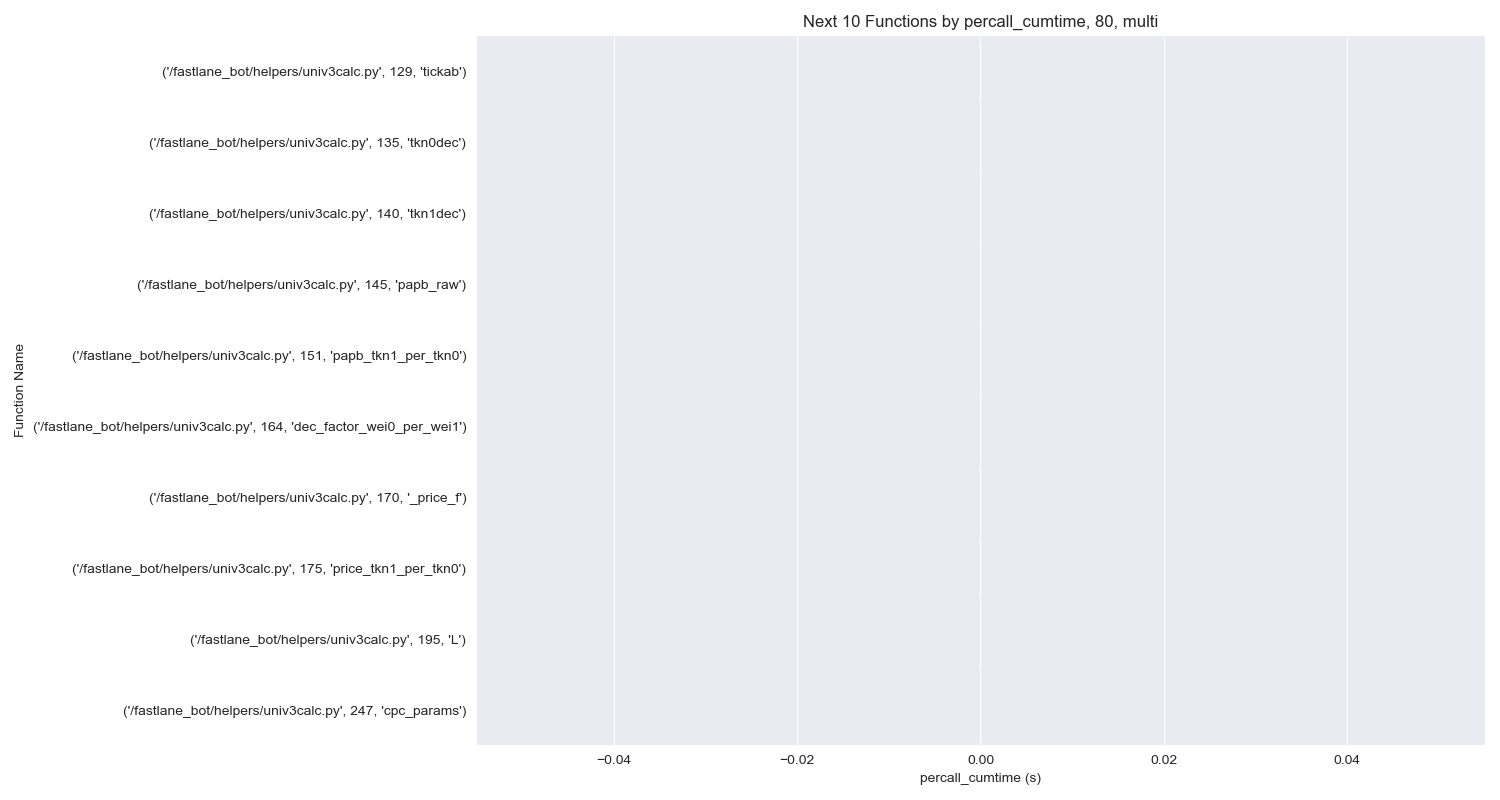 Next 10 Functions by percall_cumtime, 80, multi
('/fastlane_bot/helpers/univ3calc.py', 129, 'tickab')
('/fastlane_bot/helpers/univ3calc.py', 135, 'tkn0dec')
('/fastlane_bot/helpers/univ3calc.py', 140, 'tkn1dec')
('/fastlane_bot/helpers/univ3calc.py', 145, 'papb_raw')
('/fastlane_bot/helpers/univ3calc.py', 151, 'papb_tkn1_per_tkn0')
('/fastlane_bot/helpers/univ3calc.py', 164, 'dec_factor_wei0_per_wei1')
('/fastlane_bot/helpers/univ3calc.py', 170, '_price_f')
('/fastlane_bot/helpers/univ3calc.py', 175, 'price_tkn1_per_tkn0')
('/fastlane_bot/helpers/univ3calc.py', 195, 'L')
('/fastlane_bot/helpers/univ3calc.py', 247, 'cpc_params')
Function Name
−0.04 −0.02 0.00 0.02 0.04
percall_cumtime (s)